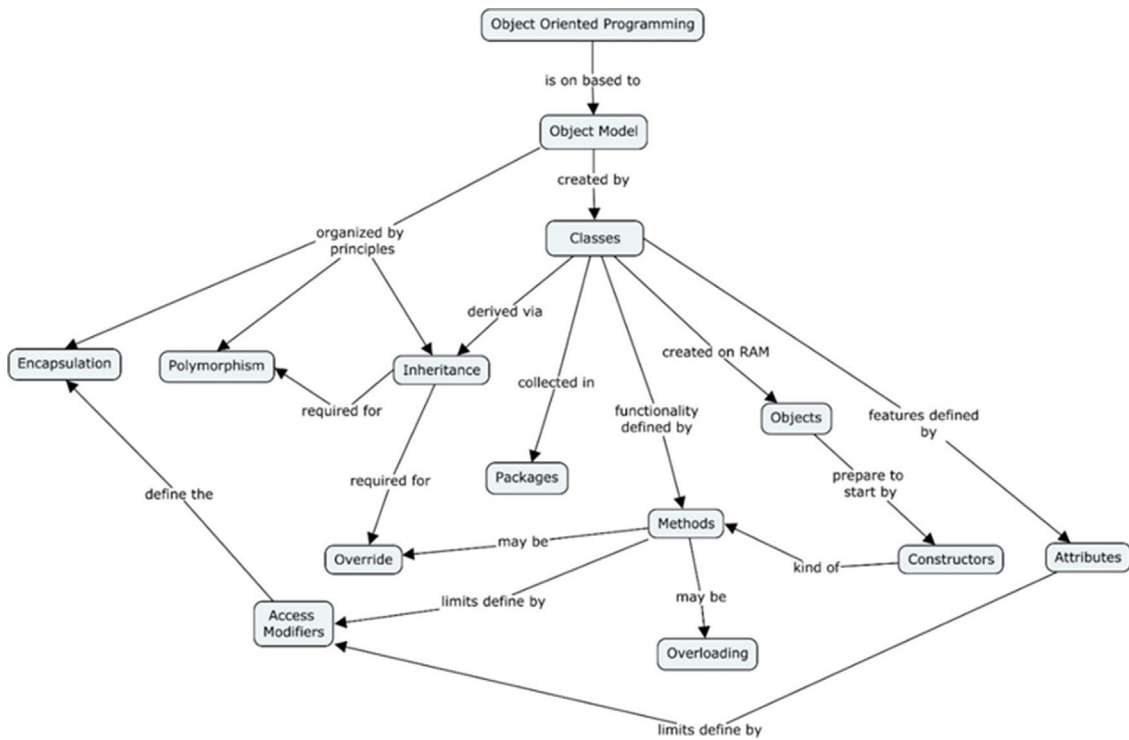 Object Oriented Programming
is on based to
Object Model
created by
organized by
principles
Classes
derived via
Encapsulation
Polymorphism
Inheritance
created on RAM
required for
collected in
functionality
defined by
Objects
features defined
by
Packages
required for
prepare to
start by
define the
Methods
Override
may be
Constructors
Attributes
kind of
limits define by
may be
Access
Modifiers
Overloading
limits define by